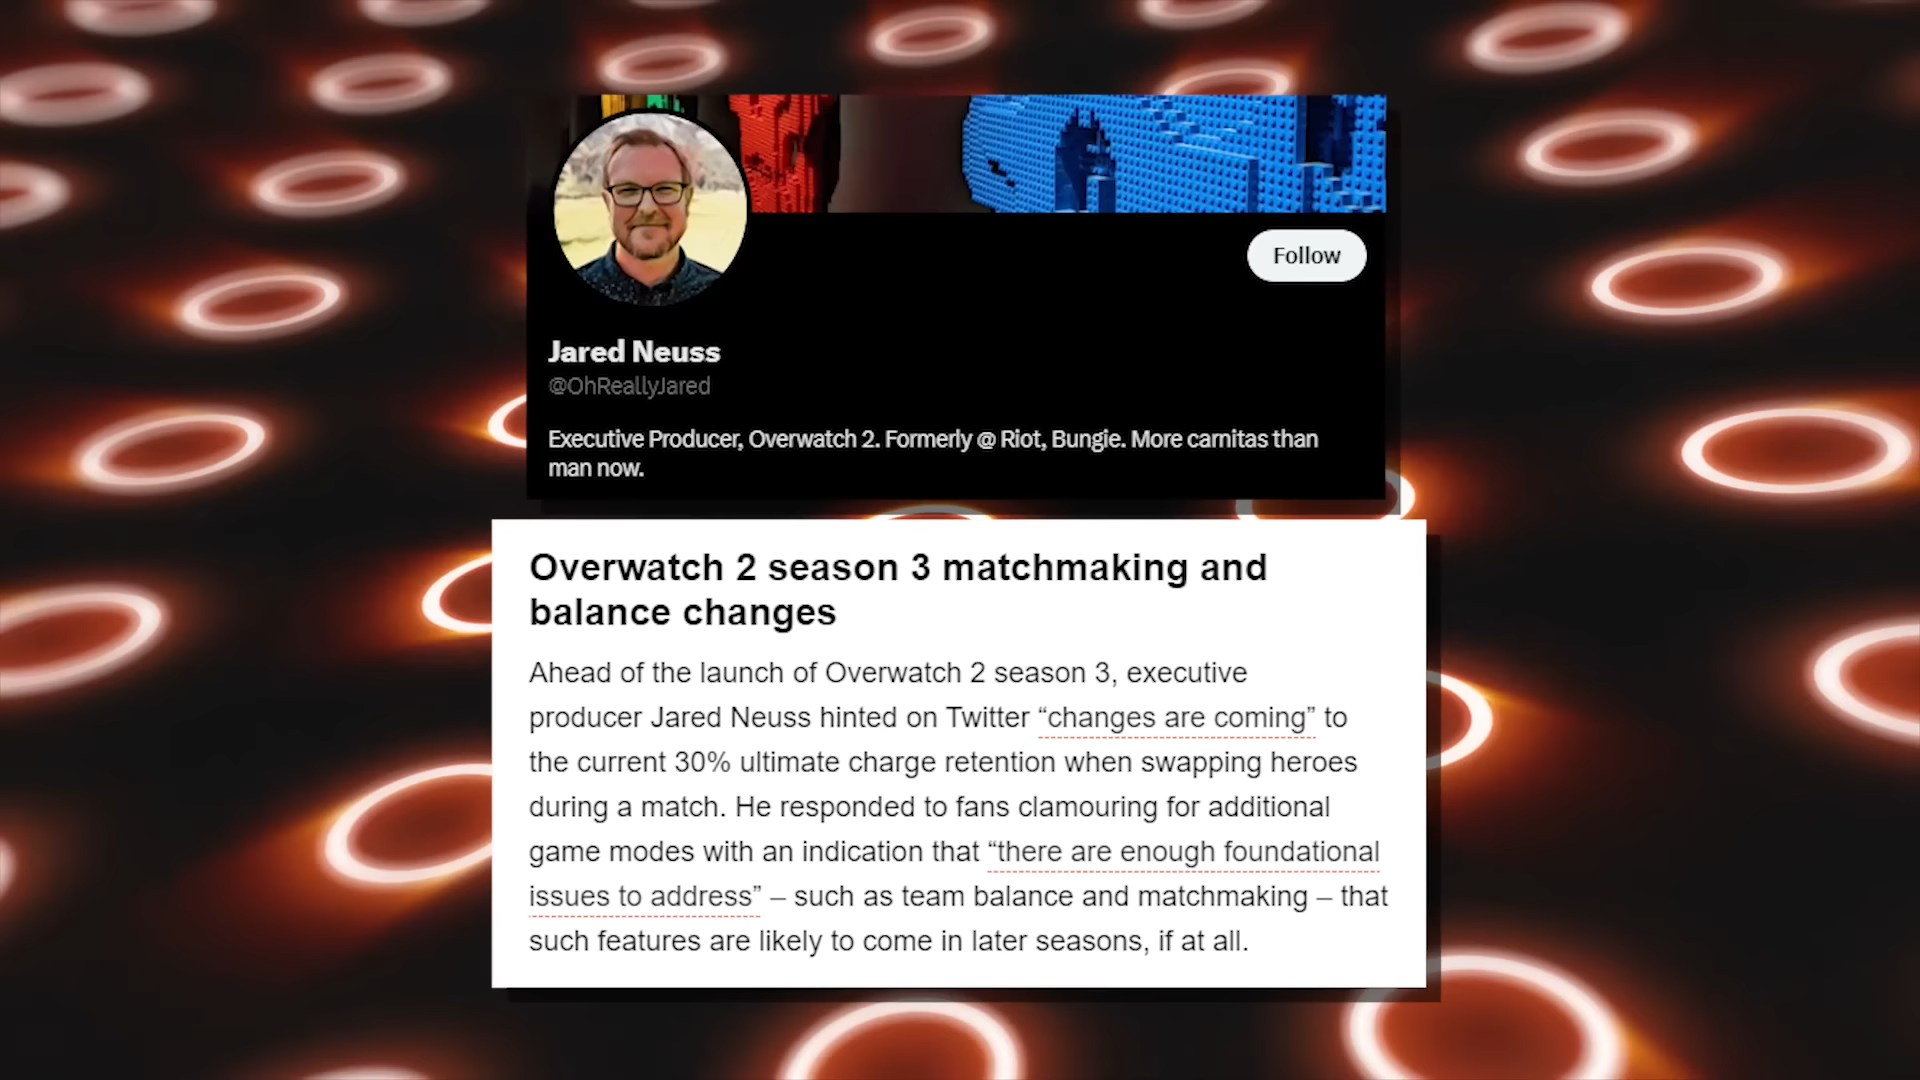 Follow
Jared Neuss
@OhReallyJared
Executive Producer, Overwatch 2. Formerly @ Riot, Bungie. More carnitas than
man now.
Overwatch 2 season 3 matchmaking and
balance changes
Ahead of the launch of Overwatch 2 season 3, executive
producer Jared Neuss hinted on Twitter “changes are coming” to
the current 30% ultimate charge retention when swapping heroes
during a match. He responded to fans clamouring for additional
game modes with an indication that “there are enough foundational
issues to address” – such as team balance and matchmaking – that
such features are likely to come in later seasons, if at all.